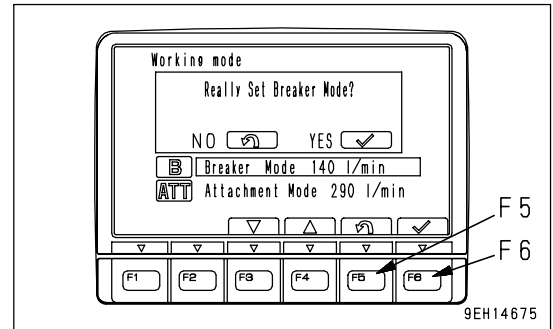 Working mode
Really Set Breaker Mode?
NO YES
B Breaker Mode 140 l/min
ATT Attachment Mode 290 l/min
F5
F6
F1 F2 F3 F4 F5 F6
9EH14675